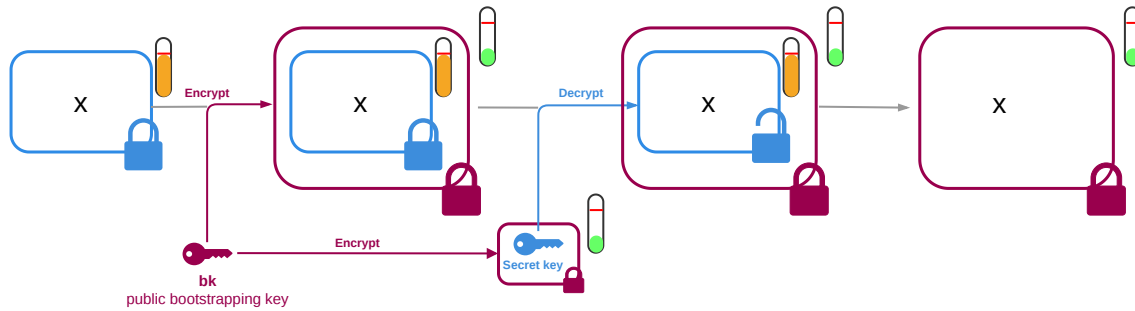 Encrypt
Decrypt
x
x
x
x
Encrypt
Secret key
bk
public bootstrapping key